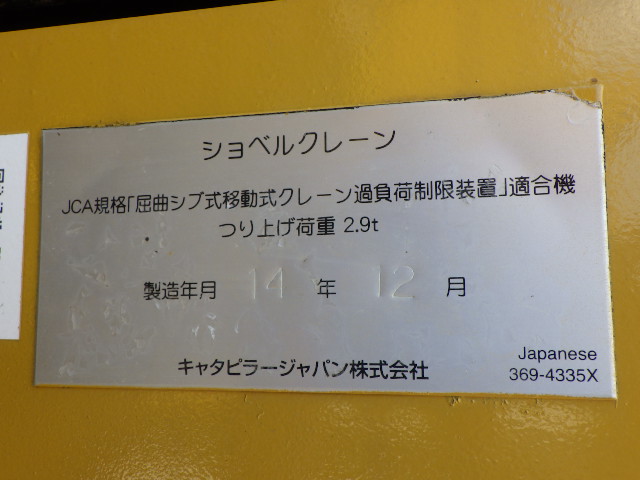 ショベルクレーン
JCA規格「屈曲ジブ式移動式クレーン過負荷制限装置」適合機
つり上げ荷重 2.9t
製造年月 14 年 12 月
キャタピラージャパン株式会社
Japanese
369-4335X